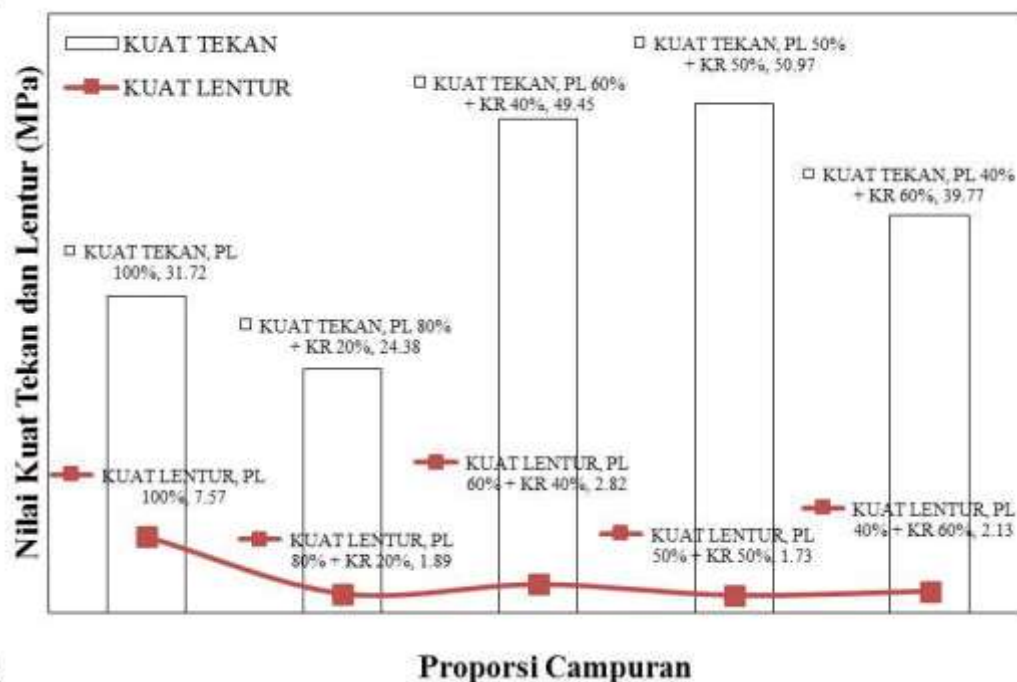 Nilai Kuat Tekan dan Lentur (MPa)
KUAT TEKAN
KUAT LENTUR
KUAT TEKAN, PL
100%, 31.72
KUAT TEKAN, PL 80%
+ KR 20%, 24.38
KUAT TEKAN, PL 60%
+ KR 40%, 49.45
KUAT TEKAN, PL 50%
+ KR 50%, 50.97
KUAT TEKAN, PL 40%
+ KR 60%, 39.77
KUAT LENTUR, PL
100%, 7.57
KUAT LENTUR, PL
80% + KR 20%, 1.89
KUAT LENTUR, PL
60% + KR 40%, 2.82
KUAT LENTUR, PL
50% + KR 50%, 1.73
KUAT LENTUR, PL
40% + KR 60%, 2.13
Proporsi Campuran